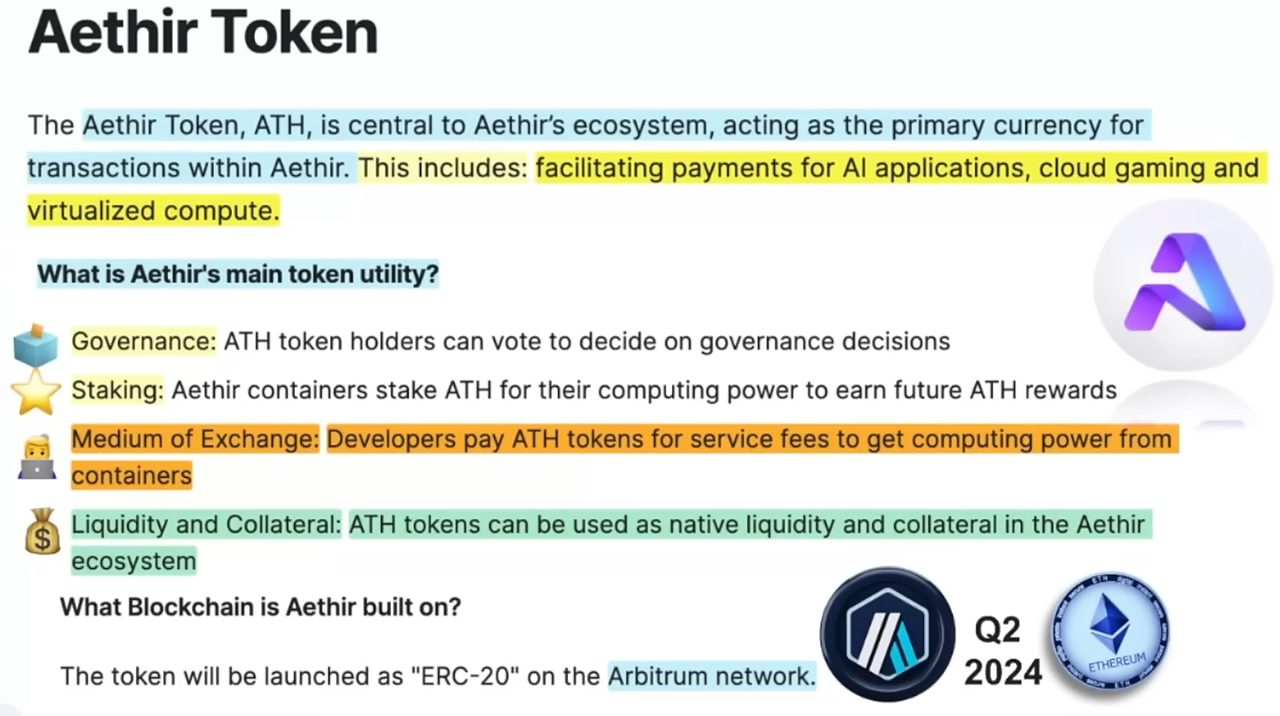 Aethir Token
The Aethir Token, ATH, is central to Aethir’s ecosystem, acting as the primary currency for
transactions within Aethir. This includes: facilitating payments for AI applications, cloud gaming and
virtualized compute.
What is Aethir's main token utility?
Governance: ATH token holders can vote to decide on governance decisions
Staking: Aethir containers stake ATH for their computing power to earn future ATH rewards
Medium of Exchange: Developers pay ATH tokens for service fees to get computing power from
containers
Liquidity and Collateral: ATH tokens can be used as native liquidity and collateral in the Aethir
ecosystem
What Blockchain is Aethir built on?
The token will be launched as "ERC-20" on the Arbitrum network.
Q2
2024
ETHEREUM